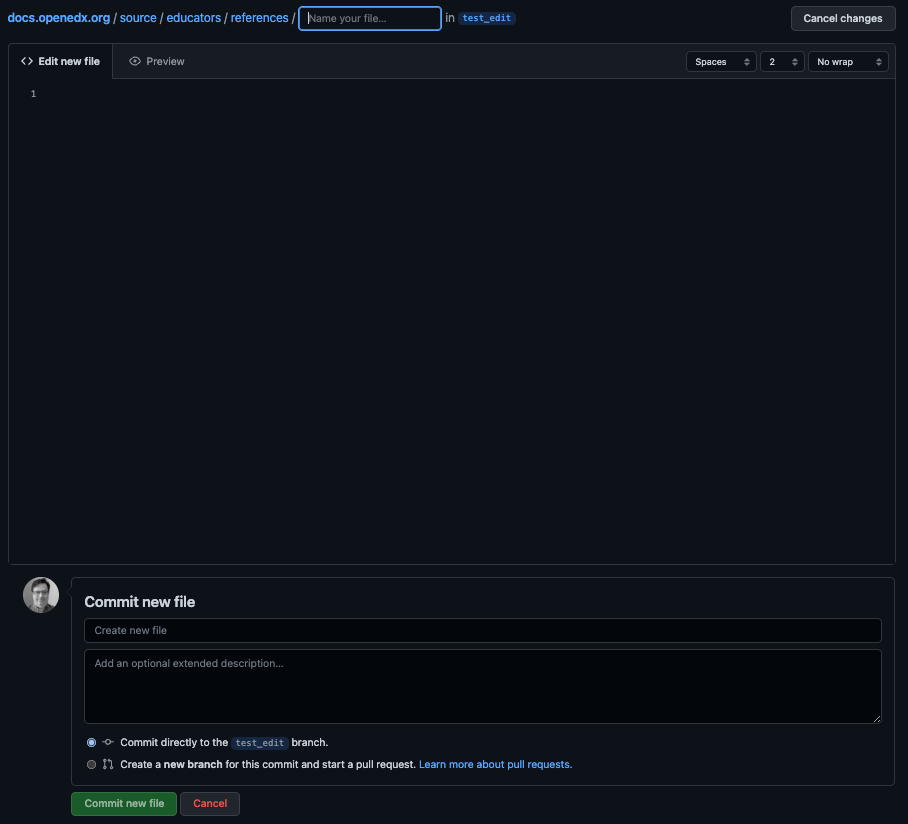 docs.openedx.org / source / educators / references / Name your file... in test_edit Cancel changes
Edit new file Preview Spaces 2 No wrap
1
Commit new file
Create new file
Add an optional extended description...
Commit directly to the test_edit branch.
Create a new branch for this commit and start a pull request. Learn more about pull requests.
Commit new file Cancel